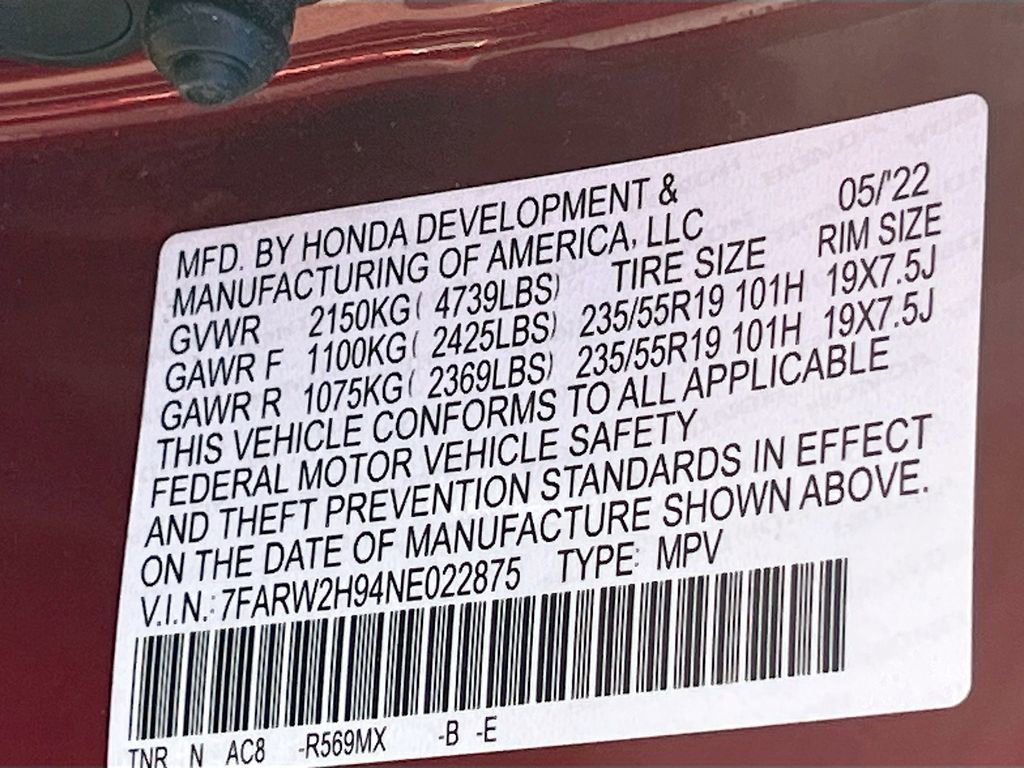 MFD. BY HONDA DEVELOPMENT & 05/'22
MANUFACTURING OF AMERICA, LLC
TIRE SIZE RIM SIZE
GVWR 2150KG( 4739LBS)
GAWR F 1100KG( 2425LBS) 235/55R19 101H 19X7.5J
GAWR R 1075KG( 2369LBS) 235/55R19 101H 19X7.5J
THIS VEHICLE CONFORMS TO ALL APPLICABLE
FEDERAL MOTOR VEHICLE SAFETY
AND THEFT PREVENTION STANDARDS IN EFFECT
ON THE DATE OF MANUFACTURE SHOWN ABOVE.
V.I.N.: 7FARW2H94NE022875 TYPE: MPV
TNR N AC8 -R569MX -B -E